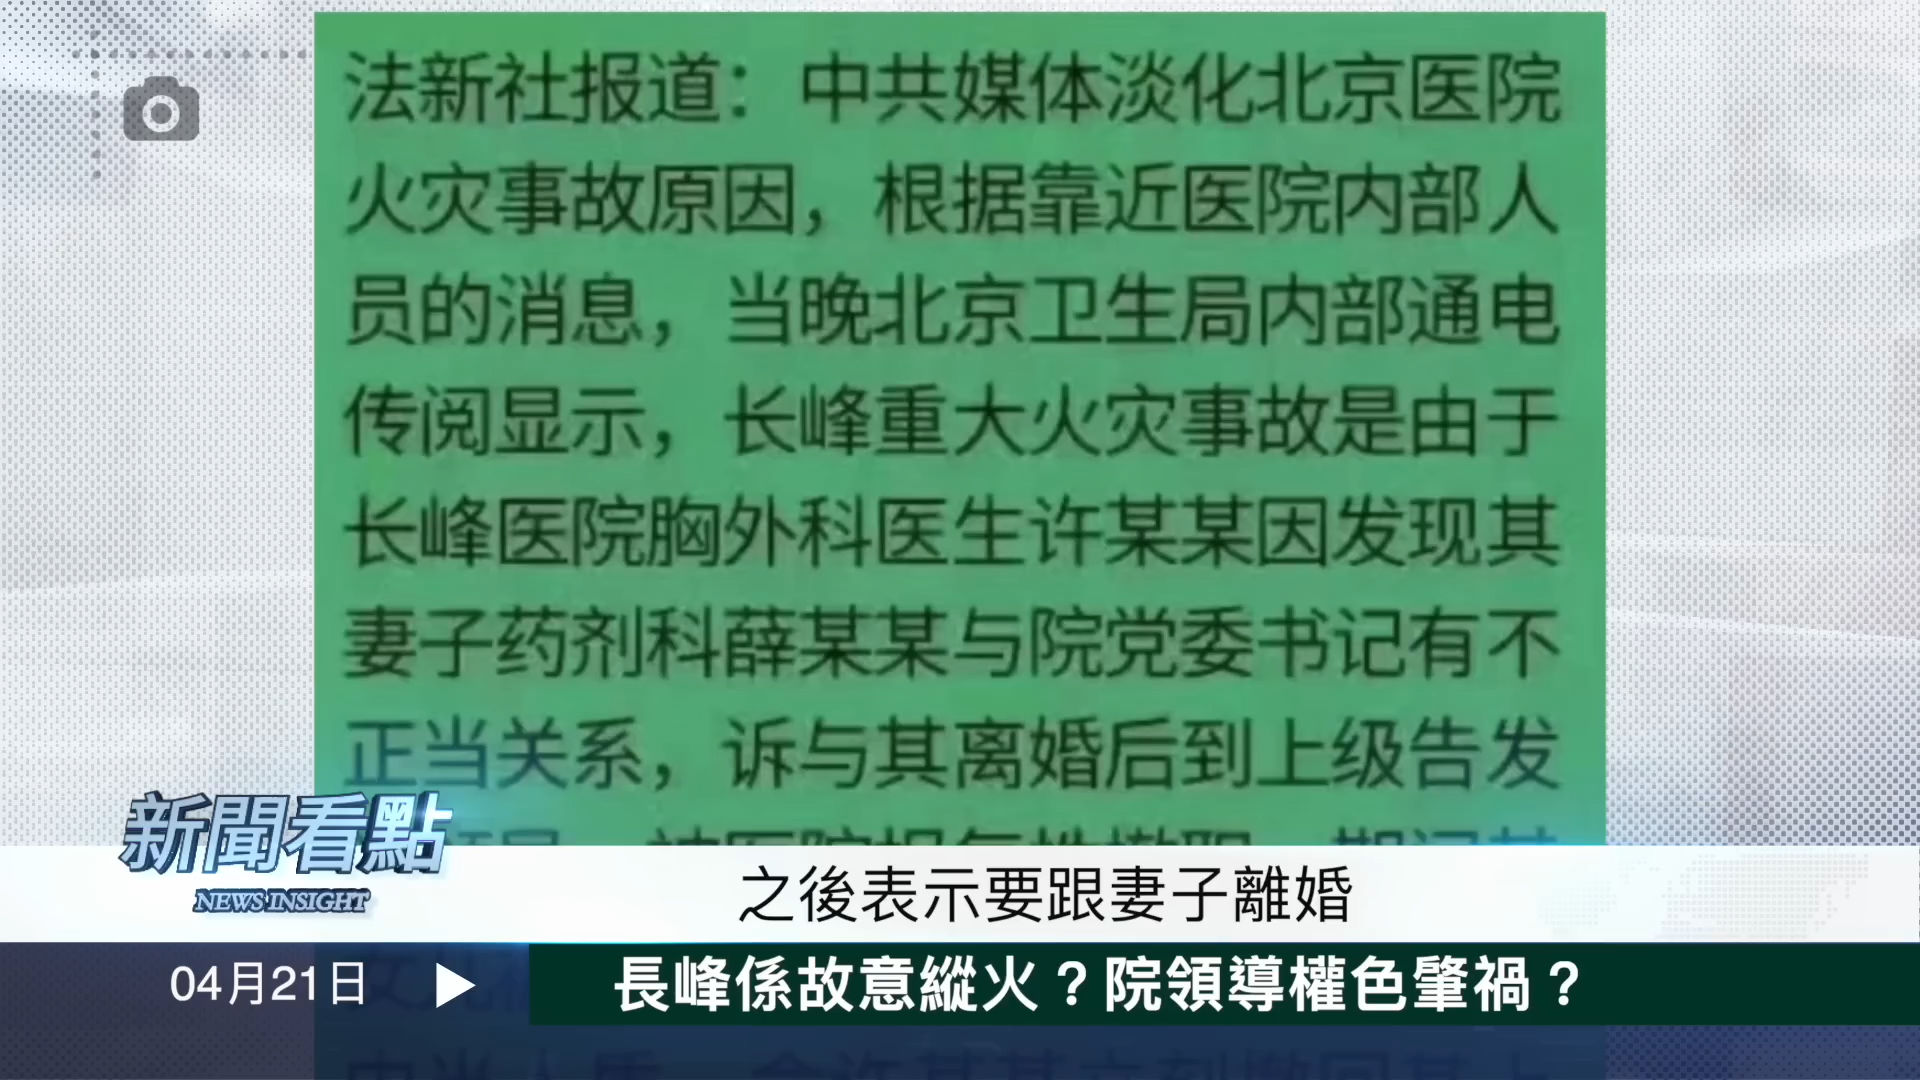 法新社报道：中共媒体淡化北京医院
火灾事故原因，根据靠近医院内部人
员的消息，当晚北京卫生局内部通电
传阅显示，长峰重大火灾事故是由于
长峰医院胸外科医生许某某因发现其
妻子药剂科薛某某与院党委书记有不
正当关系，诉与其离婚后到上级告发
新聞看點
NEWS INSIGHT
之後表示要跟妻子離婚
04月21日
長峰係故意縱火？院領導權色肇禍？